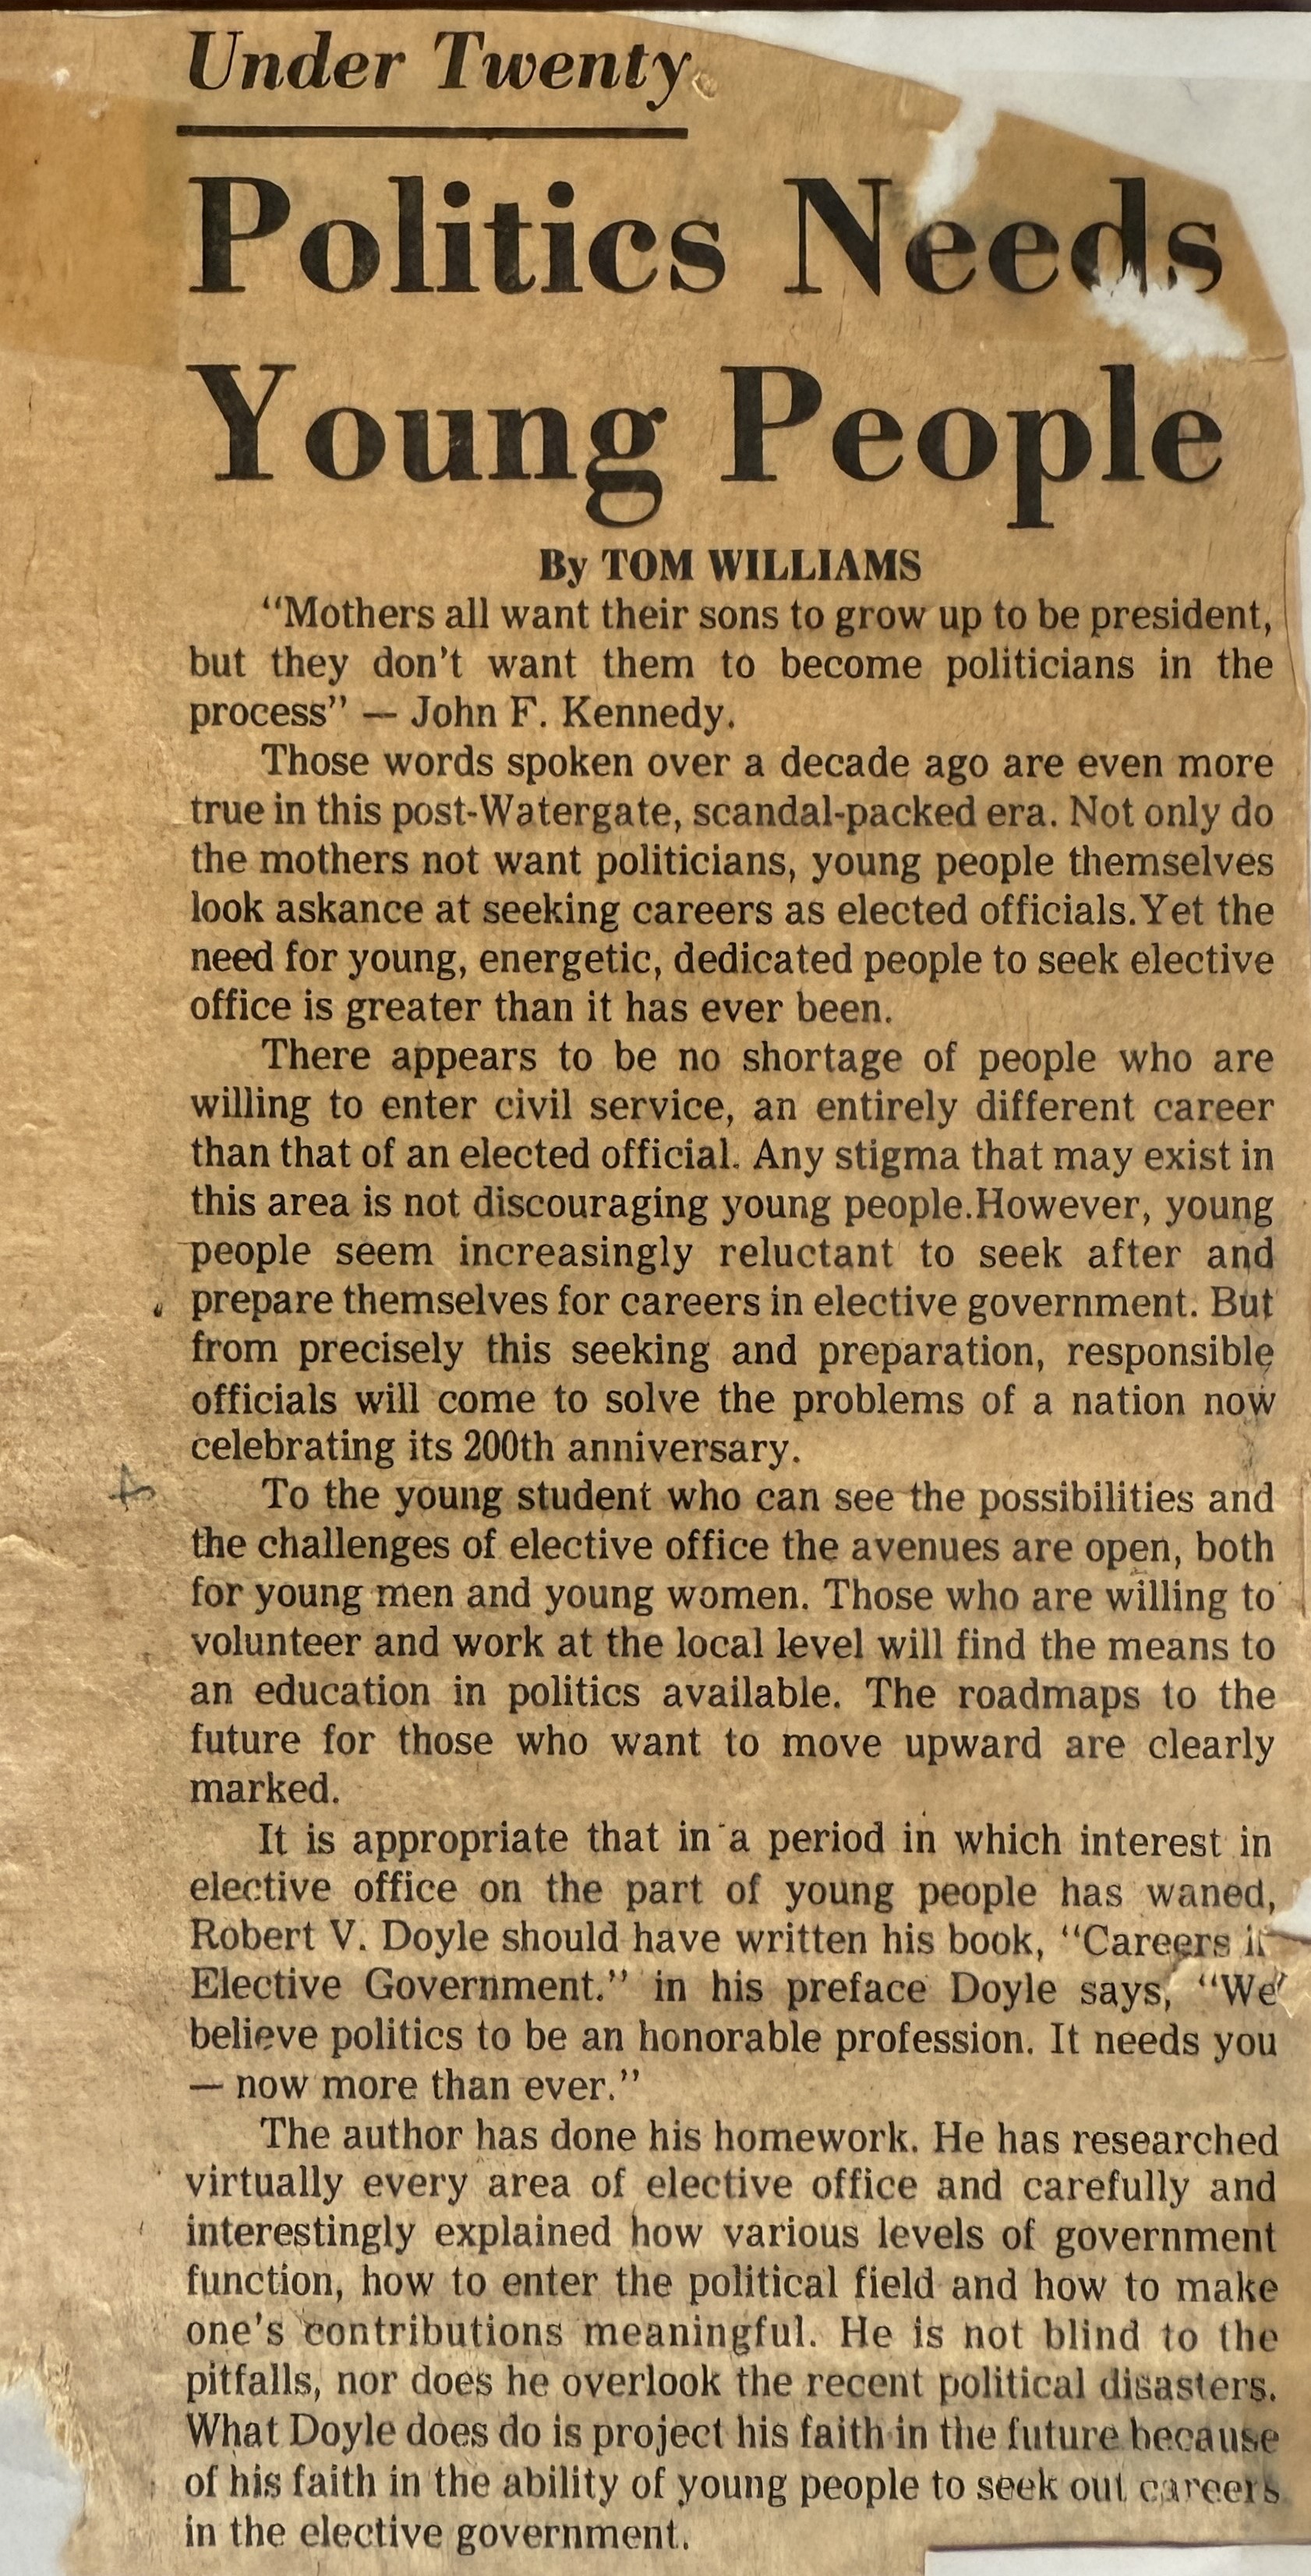 Under Twenty
Politics Needs
Young People
By TOM WILLIAMS
“Mothers all want their sons to grow up to be president,
but they don't want them to become politicians in the
process” — John F. Kennedy.
Those words spoken over a decade ago are even more
true in this post-Watergate, scandal-packed era. Not only do
the mothers not want politicians, young people themselves
look askance at seeking careers as elected officials.Yet the
need for young, energetic, dedicated people to seek elective
office is greater than it has ever been.
There appears to be no shortage of people who are
willing to enter civil service, an entirely different career
than that of an elected official. Any stigma that may exist in
this area is not discouraging young people.However, young
people seem increasingly reluctant to seek after and
prepare themselves for careers in elective government. But
from precisely this seeking and preparation, responsible
officials will come to solve the problems of a nation now
celebrating its 200th anniversary.
To the young student who can see the possibilities and
the challenges of elective office the avenues are open, both
for young men and young women. Those who are willing to
volunteer and work at the local level will find the means to
an education in politics available. The roadmaps to the
future for those who want to move upward are clearly
marked.
It is appropriate that in a period in which interest in
elective office on the part of young people has waned,
Robert V. Doyle should have written his book, “Careers in
Elective Government.” in his preface Doyle says, “We
believe politics to be an honorable profession. It needs you
— now more than ever.”
The author has done his homework. He has researched
virtually every area of elective office and carefully and
interestingly explained how various levels of government
function, how to enter the political field and how to make
one's contributions meaningful. He is not blind to the
pitfalls, nor does he overlook the recent political disasters.
What Doyle does do is project his faith in the future because
of his faith in the ability of young people to seek out careers
in the elective government.